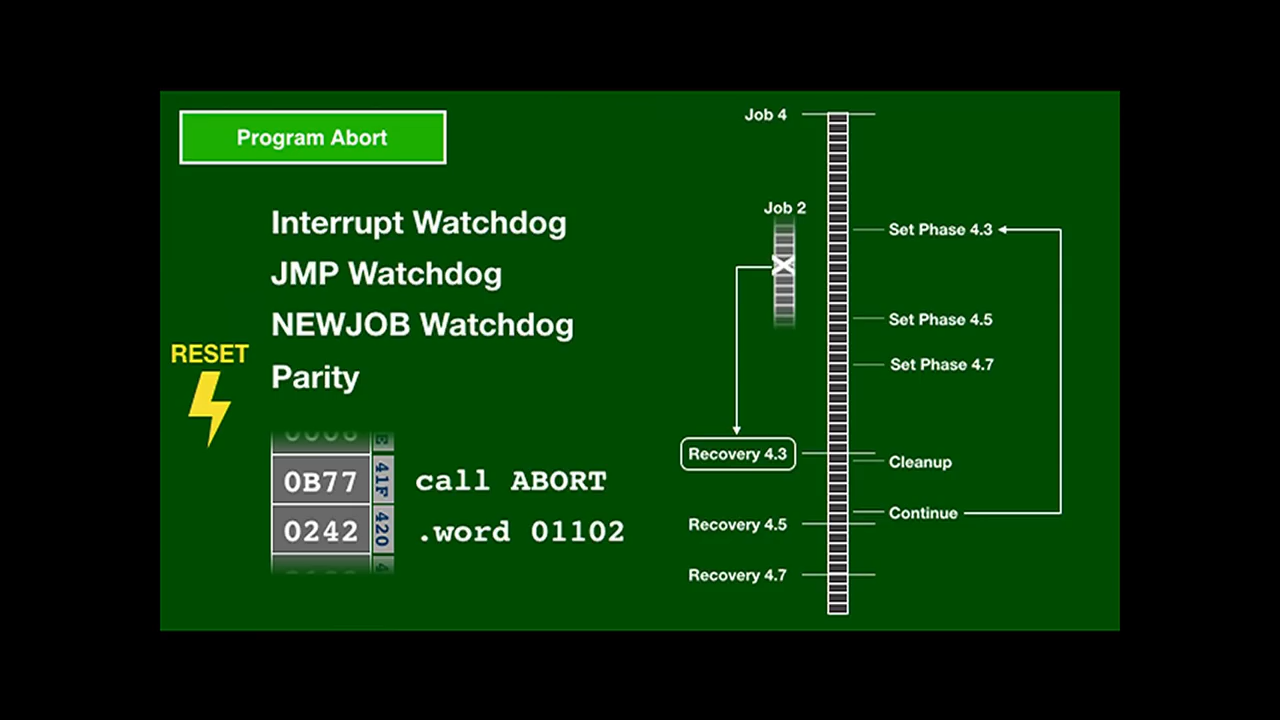 Program Abort
Interrupt Watchdog
JMP Watchdog
NEWJOB Watchdog
Parity
RESET
0B77 41F call ABORT
0242 420 .word 01102
Job 4
Job 2
Set Phase 4.3
Set Phase 4.5
Set Phase 4.7
Recovery 4.3
Cleanup
Continue
Recovery 4.5
Recovery 4.7